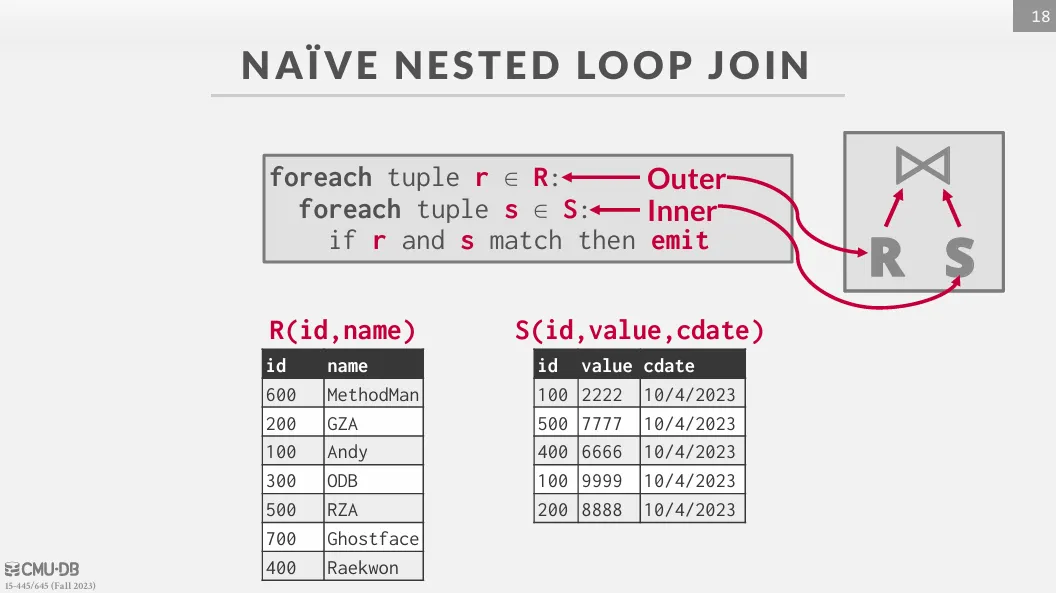 18
NAÏVE NESTED LOOP JOIN
foreach tuple r ∈ R: Outer
foreach tuple s ∈ S: Inner
if r and s match then emit
⋈
R S
R(id,name)
id name
600 MethodMan
200 GZA
100 Andy
300 ODB
500 RZA
700 Ghostface
400 Raekwon
S(id,value,cdate)
id value cdate
100 2222 10/4/2023
500 7777 10/4/2023
400 6666 10/4/2023
100 9999 10/4/2023
200 8888 10/4/2023
CMU·DB
15-445/645 (Fall 2023)